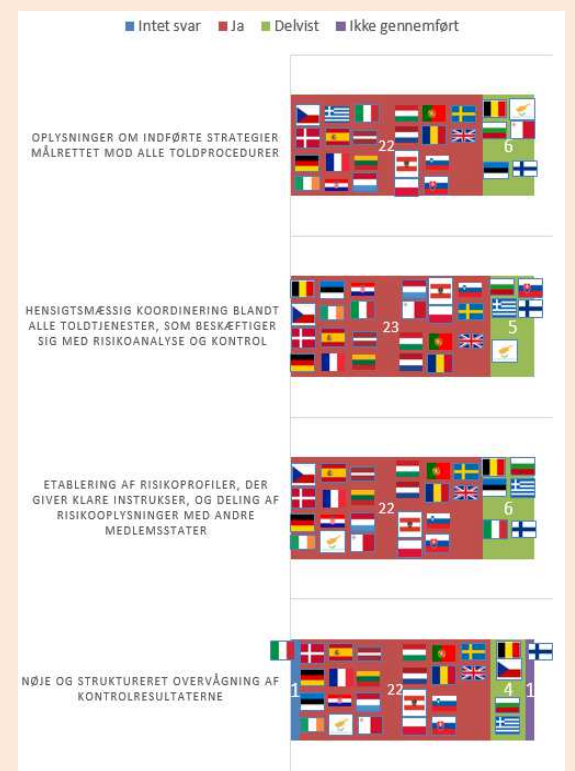 Intet svar Ja Delvist Ikke gennemført
OPLYSNINGER OM INDFØRTE STRATEGIER
MÅLRETTET MOD ALLE TOLDPROCEDURER
22
6
HENSIGTSMÆSSIG KOORDINERING BLANDT
ALLE TOLDTJENESTER, SOM BESKÆFTIGER
SIG MED RISIKOANALYSE OG KONTROL
23
5
ETABLERING AF RISIKOPROFILER, DER
GIVER KLARE INSTRUKSER, OG DELING AF
RISIKOOPLYSNINGER MED ANDRE
MEDLEMSSTATER
22
6
NØJE OG STRUKTURERET OVERVÅGNING AF
KONTROLRESULTATERNE
1
22
4
1